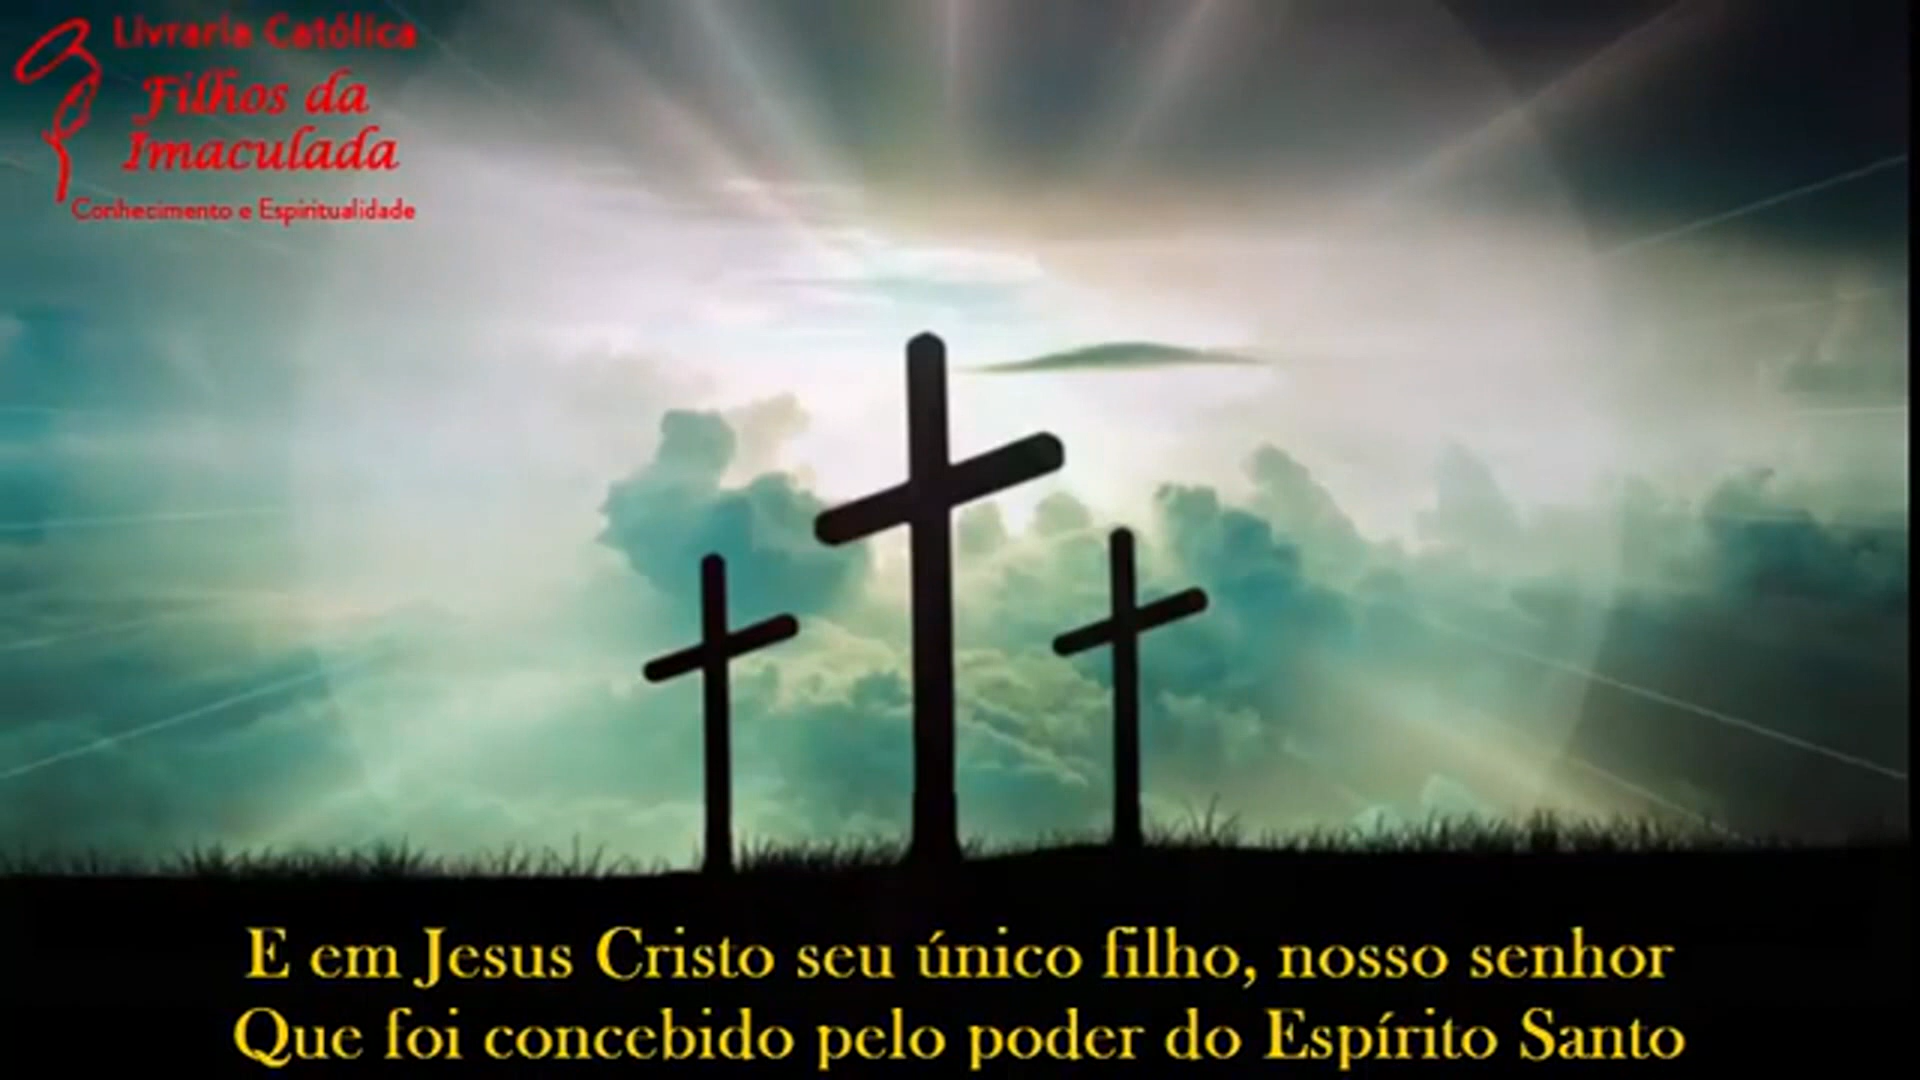 Livraria Católica
Filhos da
Imaculada
Conhecimento e Espiritualidade
E em Jesus Cristo seu único filho, nosso senhor
Que foi concebido pelo poder do Espírito Santo